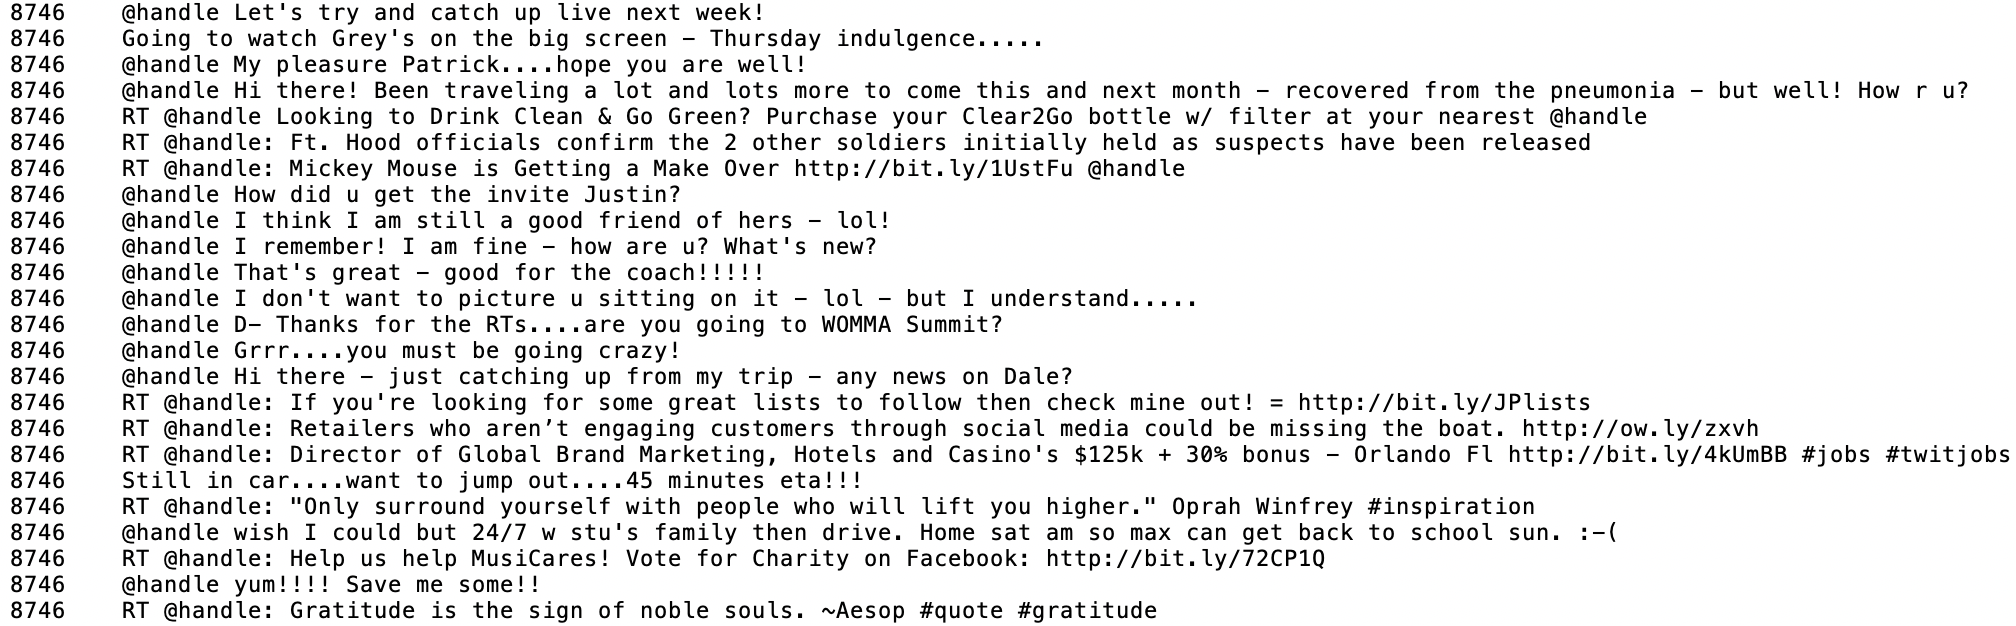 8746 @handle Let's try and catch up live next week!
8746 Going to watch Grey's on the big screen - Thursday indulgence.....
8746 @handle My pleasure Patrick....hope you are well!
8746 @handle Hi there! Been traveling a lot and lots more to come this and next month - recovered from the pneumonia - but well! How r u?
8746 RT @handle Looking to Drink Clean & Go Green? Purchase your Clear2Go bottle w/ filter at your nearest @handle
8746 RT @handle: Ft. Hood officials confirm the 2 other soldiers initially held as suspects have been released
8746 RT @handle: Mickey Mouse is Getting a Make Over http://bit.ly/1UstFu @handle
8746 @handle How did u get the invite Justin?
8746 @handle I think I am still a good friend of hers - lol!
8746 @handle I remember! I am fine - how are u? What's new?
8746 @handle That's great - good for the coach!!!!!
8746 @handle I don't want to picture u sitting on it - lol - but I understand.....
8746 @handle D- Thanks for the RTs....are you going to WOMMA Summit?
8746 @handle Grrr....you must be going crazy!
8746 @handle Hi there - just catching up from my trip - any news on Dale?
8746 RT @handle: If you're looking for some great lists to follow then check mine out! = http://bit.ly/JPlists
8746 RT @handle: Retailers who aren’t engaging customers through social media could be missing the boat. http://ow.ly/zxvh
8746 RT @handle: Director of Global Brand Marketing, Hotels and Casino's $125k + 30% bonus - Orlando Fl http://bit.ly/4kUmBB #jobs #twitjobs
8746 Still in car....want to jump out....45 minutes eta!!!
8746 RT @handle: "Only surround yourself with people who will lift you higher." Oprah Winfrey #inspiration
8746 @handle wish I could but 24/7 w stu's family then drive. Home sat am so max can get back to school sun. :-(
8746 RT @handle: Help us help MusiCares! Vote for Charity on Facebook: http://bit.ly/72CP1Q
8746 @handle yum!!!! Save me some!!
8746 RT @handle: Gratitude is the sign of noble souls. ~Aesop #quote #gratitude